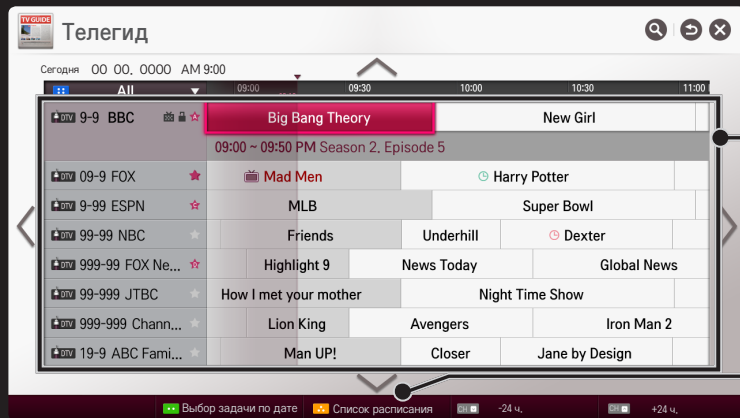 TV GUIDE
Телегид
Сегодня 00 00, 0000 AM 9:00
All 09:00 09:30 10:00 10:30 11:00
DTV 9-9 BBC Big Bang Theory New Girl
09:00 ~ 09:50 PM Season 2, Episode 5
DTV 09-9 FOX Mad Men Harry Potter
DTV 9-99 ESPN MLB Super Bowl
DTV 99-99 NBC Friends Underhill Dexter
DTV 999-99 FOX Ne... Highlight 9 News Today Global News
DTV 99-999 JTBC How I met your mother Night Time Show
DTV 999-999 Chann... Lion King Avengers Iron Man 2
DTV 19-9 ABC Fami... Man UP! Closer Jane by Design
Выбор задачи по дате Список расписания CH -24 ч. CH +24 ч.